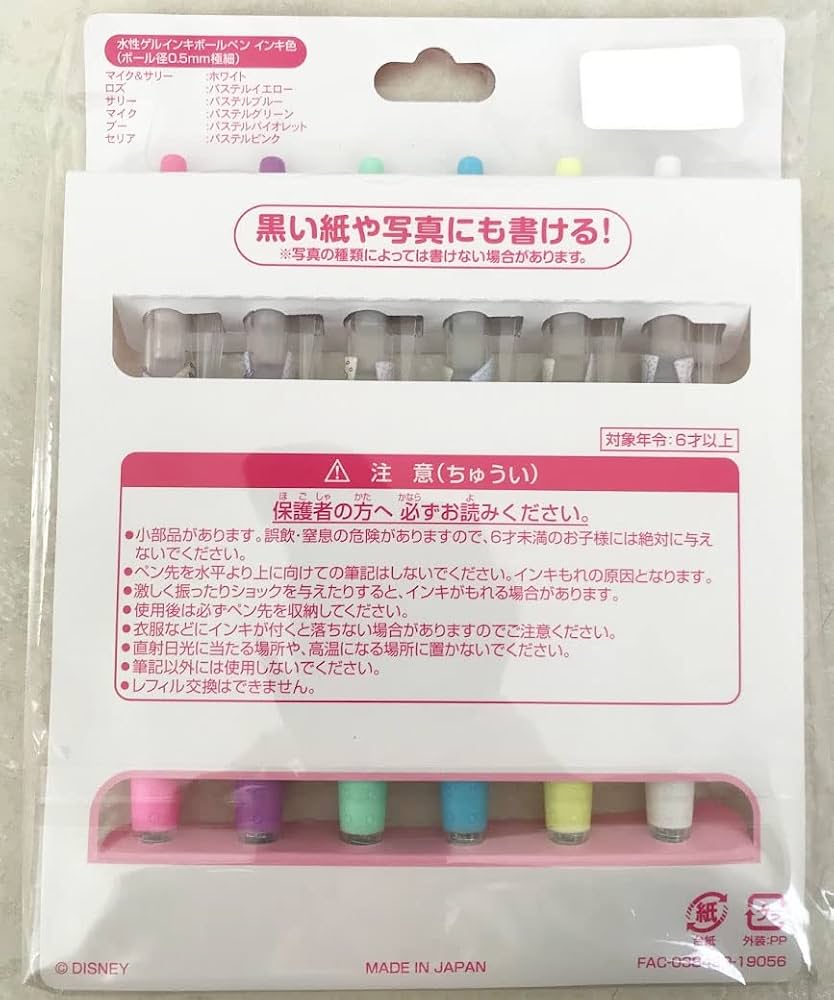 水性ゲルインキボールペン インキ色
(ボール径0.5mm極細)
マイク&サリー :ホワイト
ロズ :パステルイエロー
サリー :パステルブルー
マイク :パステルグリーン
ブー :パステルバイオレット
セリア :パステルピンク
黒い紙や写真にも書ける!
※写真の種類によっては書けない場合があります。
対象年令:6才以上
注 意(ちゅうい)
ほごしゃ かた かなら よ
保護者の方へ 必ずお読みください。
●小部品があります。誤飲・窒息の危険がありますので、6才未満のお子様には絶対に与え
ないでください。
●ペン先を水平より上に向けての筆記はしないでください。インキもれの原因となります。
●激しく振ったりショックを与えたりすると、インキがもれる場合があります。
●使用後は必ずペン先を収納してください。
●衣服などにインキが付くと落ちない場合がありますのでご注意ください。
●直射日光に当たる場所や、高温になる場所に置かないでください。
●筆記以外には使用しないでください。
●レフィル交換はできません。
紙
台紙
プラ
外装:PP
© DISNEY
MADE IN JAPAN